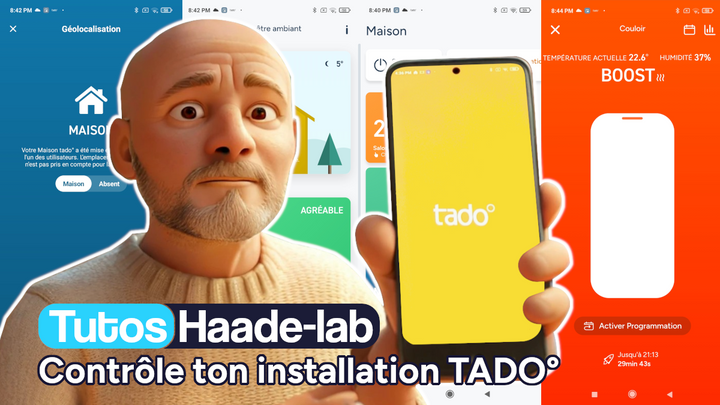 8:42 PM
Géolocalisation
MAISO
Votre Maison tado° a été mise
l'un des utilisateurs. L'emplace
n'est pas pris en compte pour l
Maison
Absent
8:42 PM
être ambiant
5°
AGRÉABLE
8:40 PM
Maison
2
Salo
tado°
8:44 PM
Couloir
TEMPÉRATURE ACTUELLE 22.6° HUMIDITÉ 37%
BOOST
Activer Programmation
Jusqu'à 21:13
29min 43s
Tutos Haade-lab
Contrôle ton installation TADO°